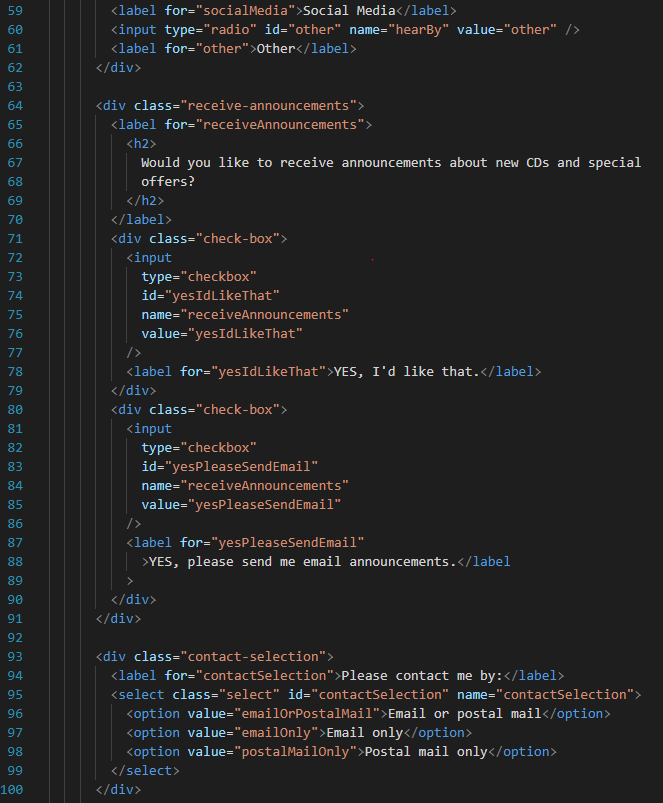 59 <label for="socialMedia">Social Media</label>
60 <input type="radio" id="other" name="hearBy" value="other" />
61 <label for="other">Other</label>
62 </div>
63
64 <div class="receive-announcements">
65 <label for="receiveAnnouncements">
66 <h2>
67 Would you like to receive announcements about new CDs and special
68 offers?
69 </h2>
70 </label>
71 <div class="check-box">
72 <input
73 type="checkbox"
74 id="yesIdLikeThat"
75 name="receiveAnnouncements"
76 value="yesIdLikeThat"
77 />
78 <label for="yesIdLikeThat">YES, I'd like that.</label>
79 </div>
80 <div class="check-box">
81 <input
82 type="checkbox"
83 id="yesPleaseSendEmail"
84 name="receiveAnnouncements"
85 value="yesPleaseSendEmail"
86 />
87 <label for="yesPleaseSendEmail"
88 >YES, please send me email announcements.</label
89 >
90 </div>
91 </div>
92
93 <div class="contact-selection">
94 <label for="contactSelection">Please contact me by:</label>
95 <select class="select" id="contactSelection" name="contactSelection">
96 <option value="emailOrPostalMail">Email or postal mail</option>
97 <option value="emailOnly">Email only</option>
98 <option value="postalMailOnly">Postal mail only</option>
99 </select>
100 </div>